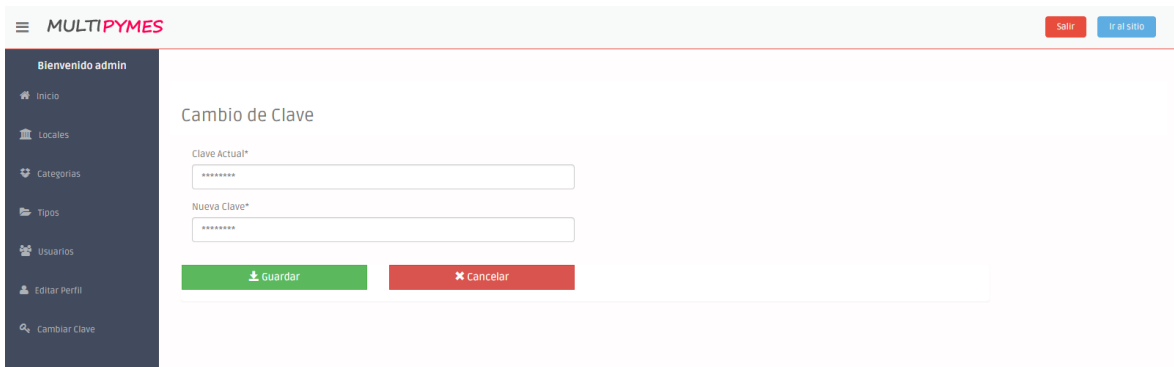 MULTIPYMES
Salir
Ir al sitio
Bienvenido admin
Inicio
Locales
Categorias
Tipos
Usuarios
Editar Perfil
Cambiar Clave
Cambio de Clave
Clave Actual*
********
Nueva Clave*
********
Guardar
Cancelar